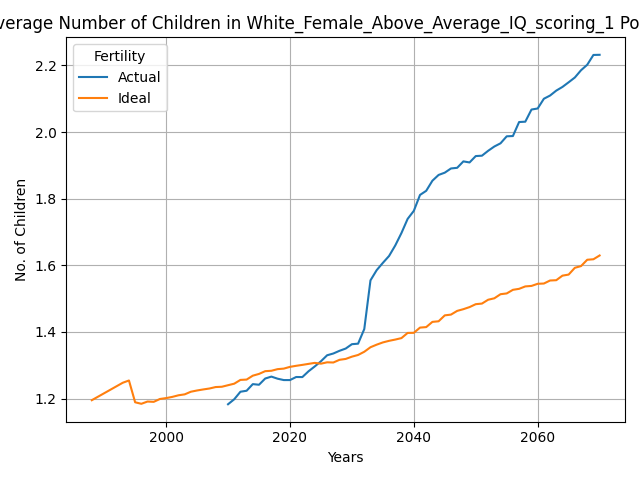 verage Number of Children in White_Female_Above_Average_IQ_scoring_1 Po
Fertility
Actual
Ideal
No. of Children
2.2
2.0
1.8
1.6
1.4
1.2
2000 2020 2040 2060
Years